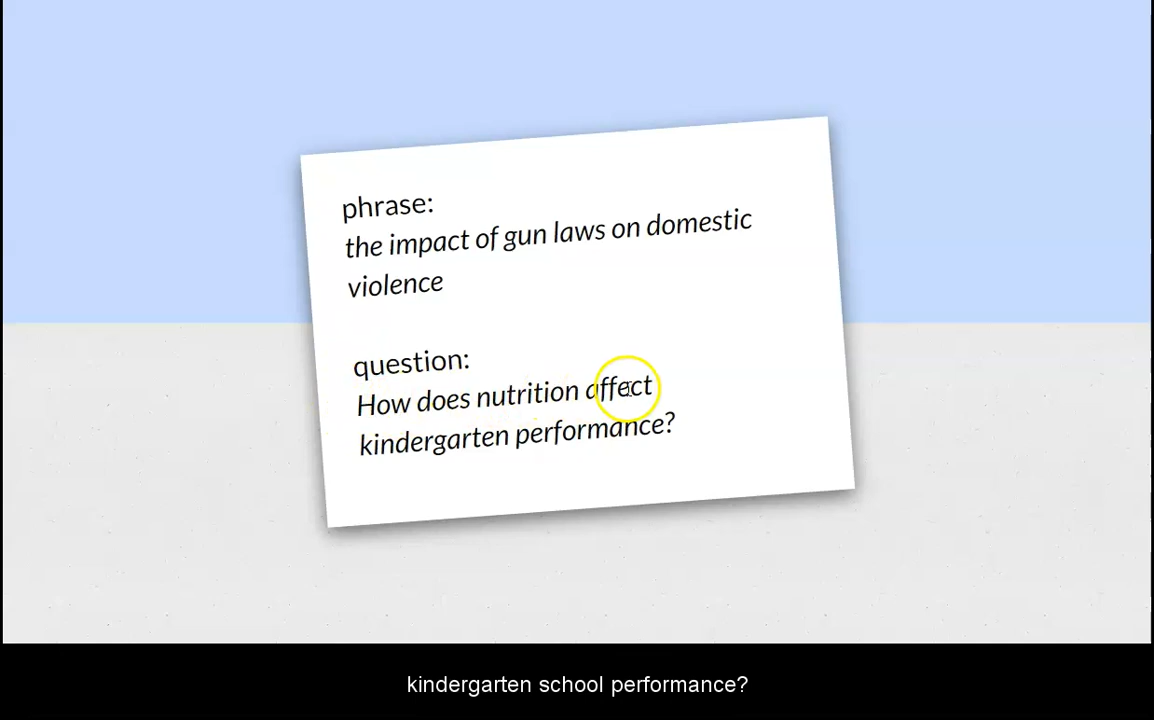 phrase:
the impact of gun laws on domestic
violence
question:
How does nutrition affect
kindergarten performance?
kindergarten school performance?